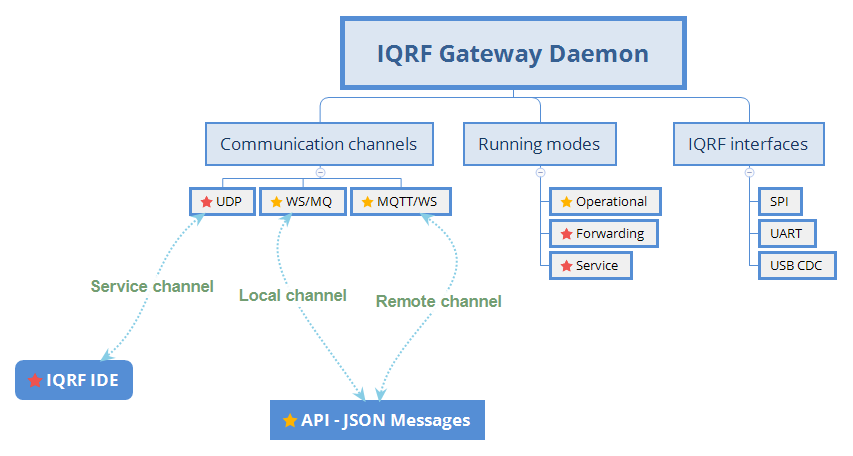 IQRF Gateway Daemon
Communication channels
Running modes
IQRF interfaces
UDP
WS/MQ
MQTT/WS
Operational
SPI
Forwarding
UART
Service
USB CDC
Service channel
Local channel
Remote channel
IQRF IDE
API - JSON Messages